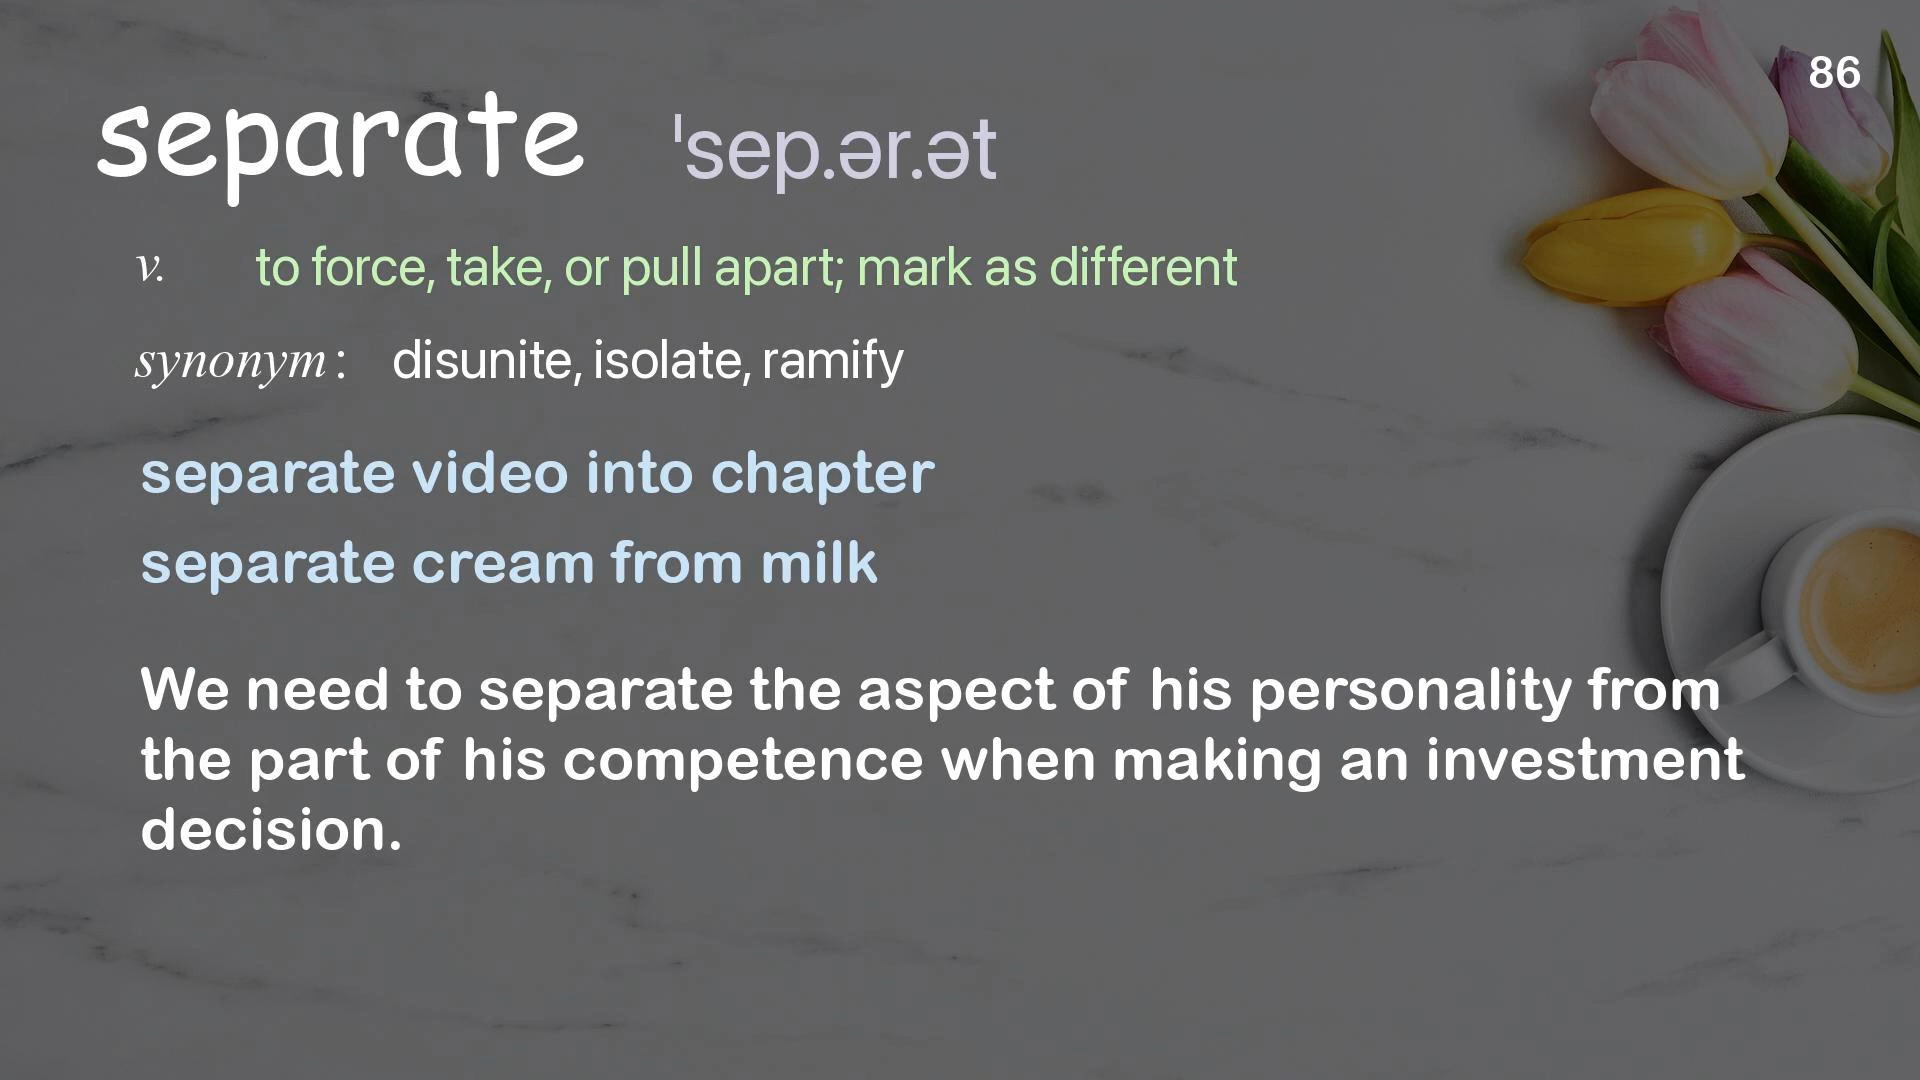 86
separate ˈsep.ər.ət
v. to force, take, or pull apart; mark as different
synonym: disunite, isolate, ramify
separate video into chapter
separate cream from milk
We need to separate the aspect of his personality from
the part of his competence when making an investment
decision.